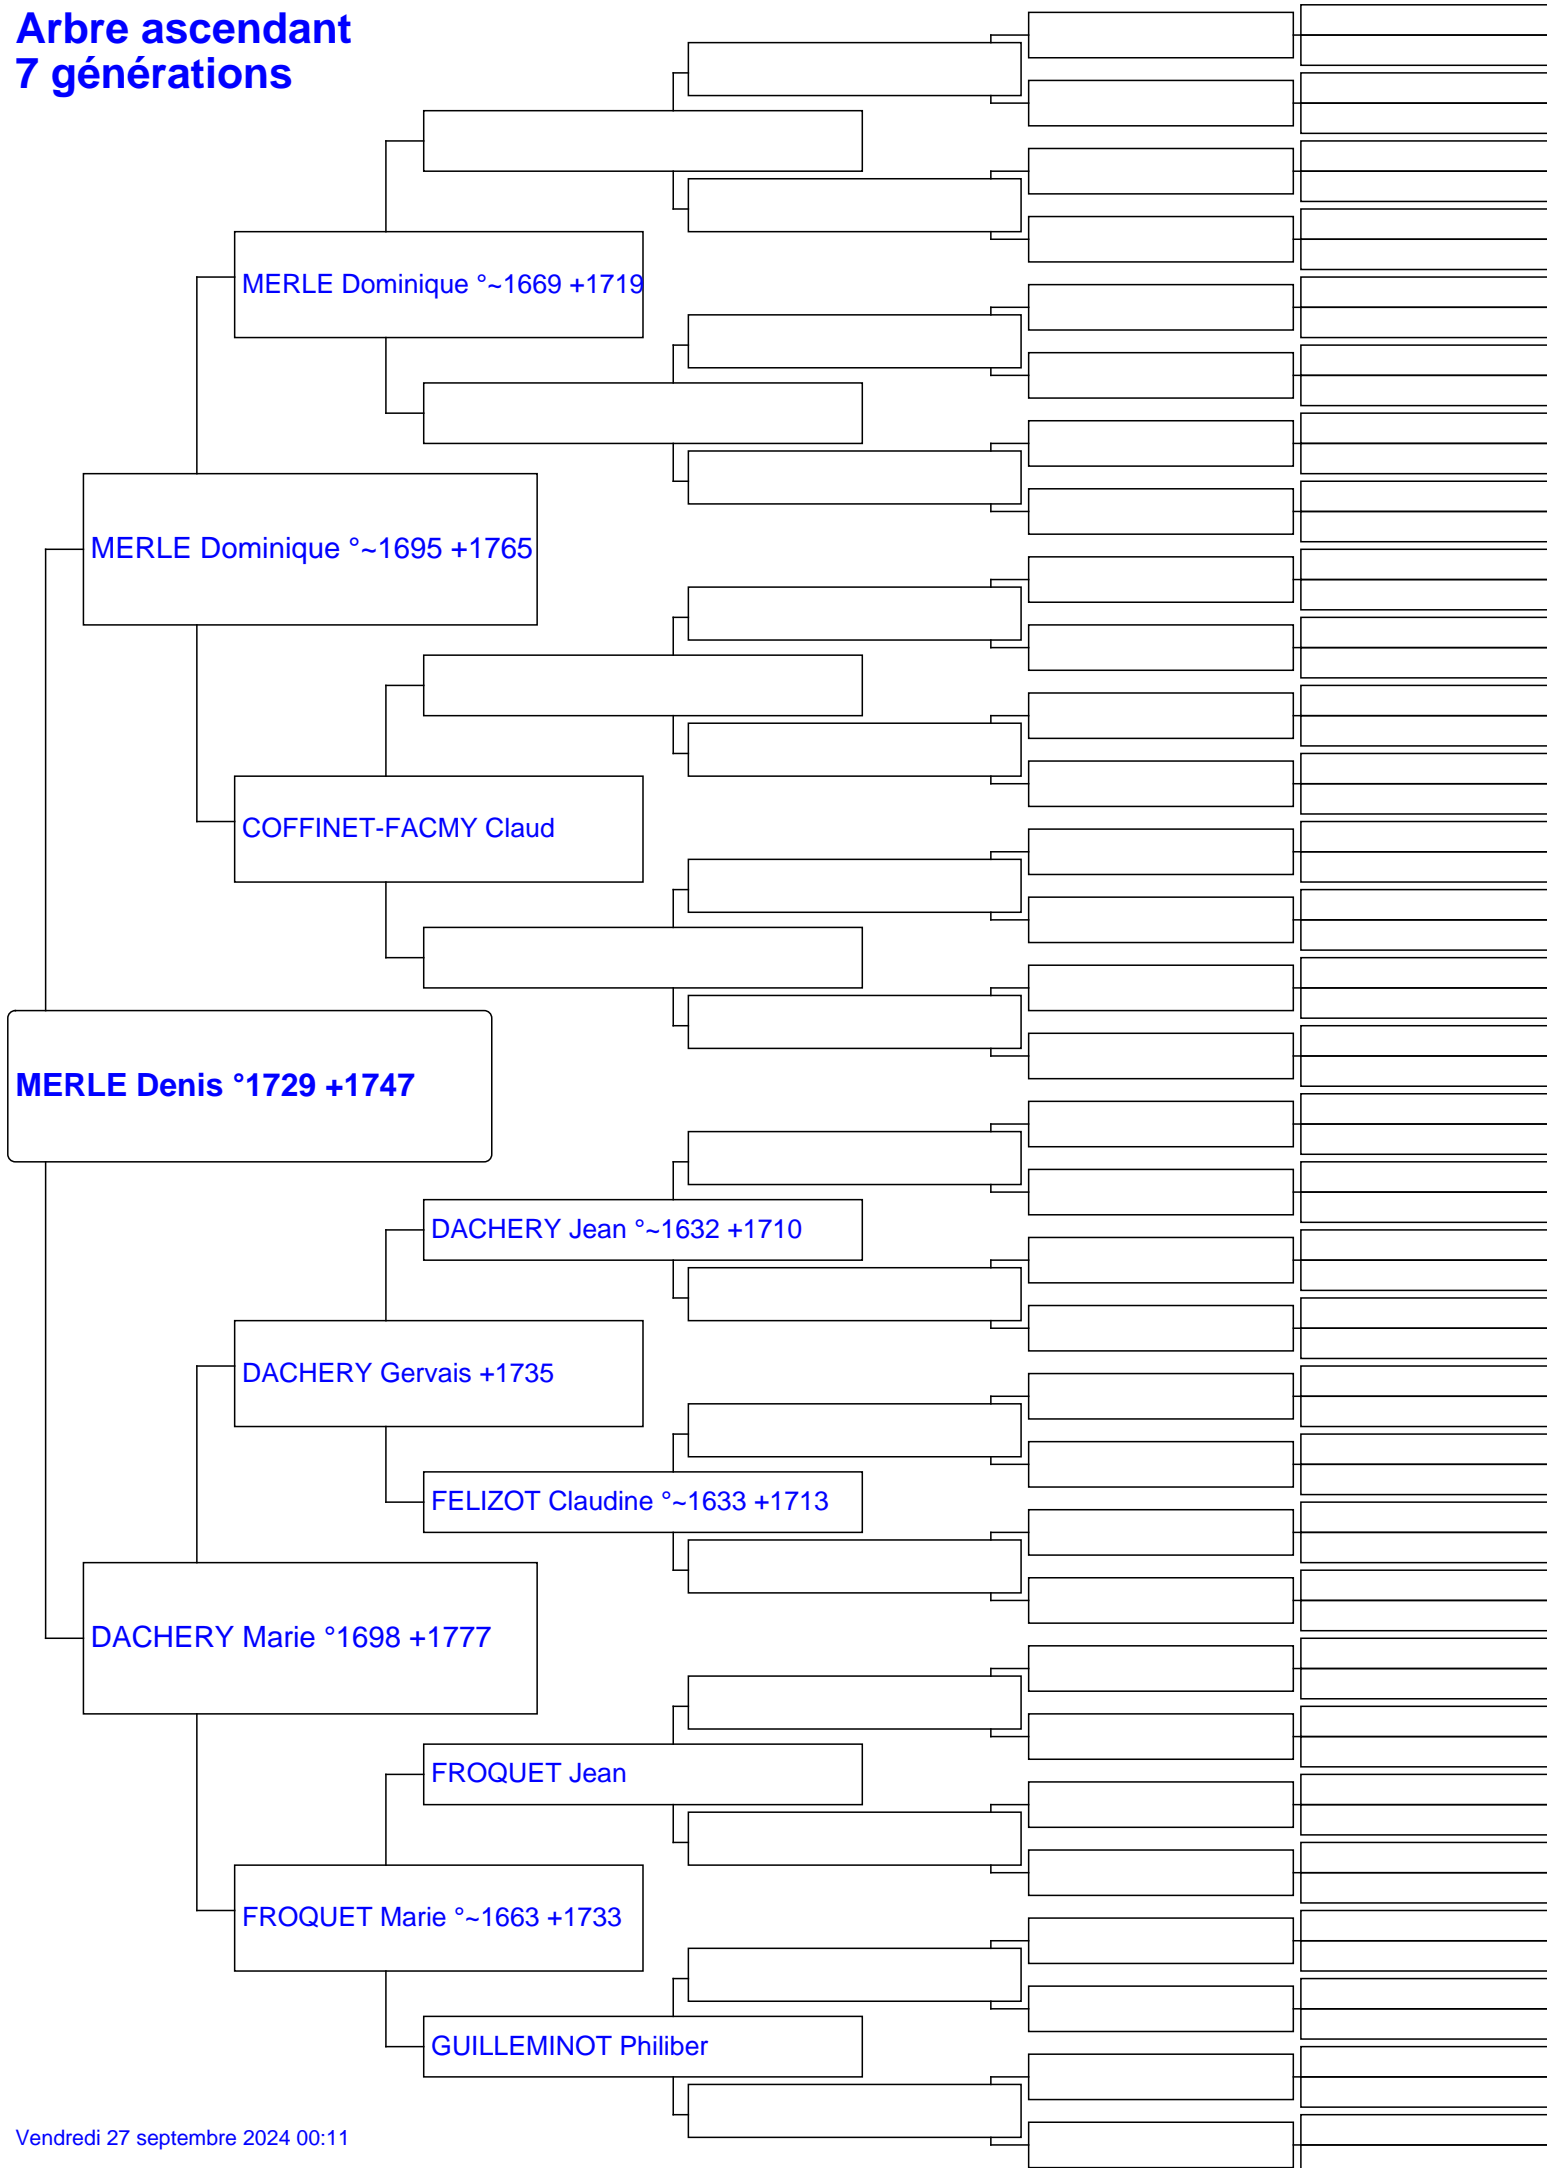 Arbre ascendant
7 générations
MERLE Dominique °~1669 +1719
MERLE Dominique °~1695 +1765
COFFINET-FACMY Claud
MERLE Denis °1729 +1747
DACHERY Jean °~1632 +1710
DACHERY Gervais +1735
FELIZOT Claudine °~1633 +1713
DACHERY Marie °1698 +1777
FROQUET Jean
FROQUET Marie °~1663 +1733
GUILLEMINOT Philiber
Vendredi 27 septembre 2024 00:11